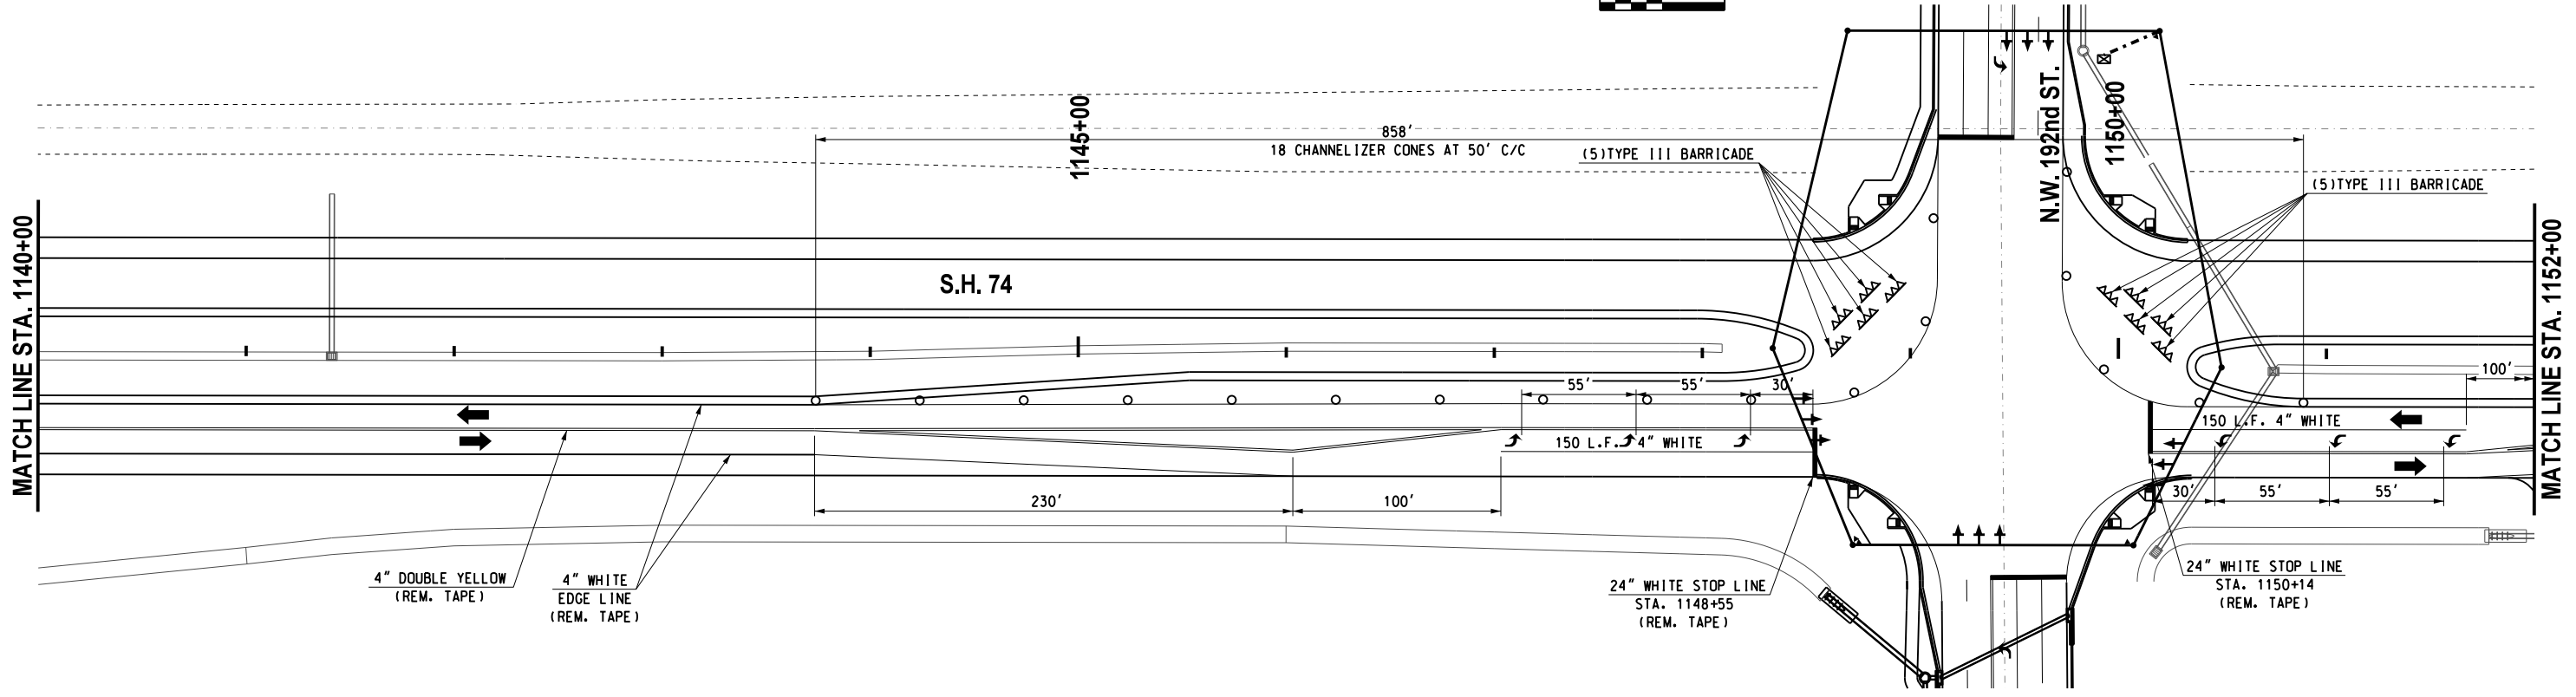 858'
18 CHANNELIZER CONES AT 50' C/C
(5)TYPE III BARRICADE
1145+00
N.W. 192nd ST.
1150+00
(5)TYPE III BARRICADE
MATCH LINE STA. 1140+00
S.H. 74
MATCH LINE STA. 1152+00
55'
55'
30'
100'
150 L.F. 4" WHITE
150 L.F. 4" WHITE
230'
100'
30'
55'
55'
4" DOUBLE YELLOW
(REM. TAPE)
4" WHITE
EDGE LINE
(REM. TAPE)
24" WHITE STOP LINE
STA. 1148+55
(REM. TAPE)
24" WHITE STOP LINE
STA. 1150+14
(REM. TAPE)